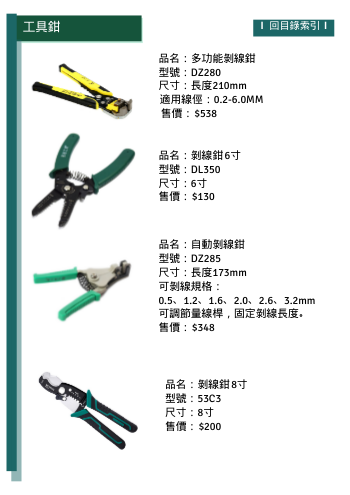 工具鉗
I 回目錄索引 I
品名：多功能剝線鉗
型號：DZ280
尺寸：長度210mm
適用線徑：0.2-6.0MM
售價：$538
品名：剝線鉗6寸
型號：DL350
尺寸：6寸
售價：$130
品名：自動剝線鉗
型號：DZ285
尺寸：長度173mm
可剝線規格：
0.5、1.2、1.6、2.0、2.6、3.2mm
可調節量線桿，固定剝線長度。
售價：$348
品名：剝線鉗8寸
型號：53C3
尺寸：8寸
售價：$200